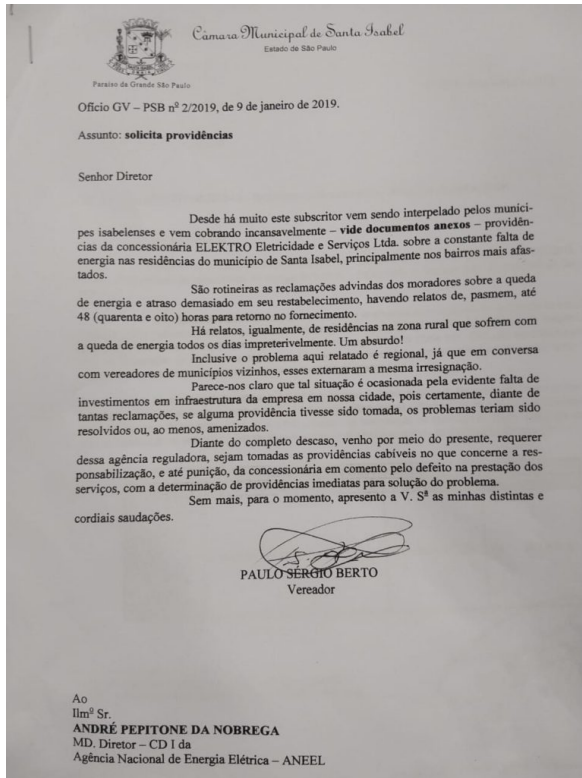 Câmara Municipal de Santa Isabel
Estado de São Paulo
Paraíso da Grande São Paulo
Ofício GV – PSB nº 2/2019, de 9 de janeiro de 2019.
Assunto: solicita providências
Senhor Diretor
Desde há muito este subscritor vem sendo interpelado pelos muníci-
pes isabelenses e vem cobrando incansavelmente – vide documentos anexos – providên-
cias da concessionária ELEKTRO Eletricidade e Serviços Ltda. sobre a constante falta de
energia nas residências do município de Santa Isabel, principalmente nos bairros mais afas-
tados.
São rotineiras as reclamações advindas dos moradores sobre a queda
de energia e atraso demasiado em seu restabelecimento, havendo relatos de, pasmem, até
48 (quarenta e oito) horas para retorno no fornecimento.
Há relatos, igualmente, de residências na zona rural que sofrem com
a queda de energia todos os dias impreterivelmente. Um absurdo!
Inclusive o problema aqui relatado é regional, já que em conversa
com vereadores de municípios vizinhos, esses externaram a mesma irresignação.
Parece-nos claro que tal situação é ocasionada pela evidente falta de
investimentos em infraestrutura da empresa em nossa cidade, pois certamente, diante de
tantas reclamações, se alguma providência tivesse sido tomada, os problemas teriam sido
resolvidos ou, ao menos, amenizados.
Diante do completo descaso, venho por meio do presente, requerer
dessa agência reguladora, sejam tomadas as providências cabíveis no que concerne a res-
ponsabilização, e até punição, da concessionária em comento pelo defeito na prestação dos
serviços, com a determinação de providências imediatas para solução do problema.
Sem mais, para o momento, apresento a V. Sª as minhas distintas e
cordiais saudações.
PAULO SÉRGIO BERTO
Vereador
Ao
Ilmº Sr.
ANDRÉ PEPITONE DA NOBREGA
MD. Diretor – CD I da
Agência Nacional de Energia Elétrica – ANEEL